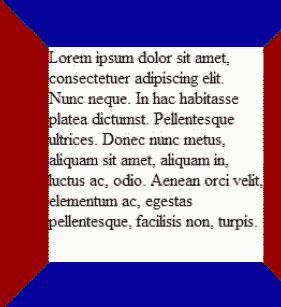 Lorem ipsum dolor sit amet,
consectetuer adipiscing elit.
Nunc neque. In hac habitasse
platea dictumst. Pellentesque
ultrices. Donec nunc metus,
aliquam sit amet, aliquam in,
luctus ac, odio. Aenean orci velit,
elementum ac, egestas
pellentesque, facilisis non, turpis.